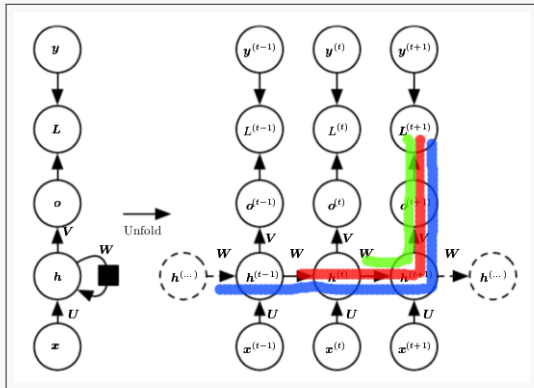 y y^(t−1) y^(t) y^(t+1)
L L^(t−1) L^(t) L^(t+1)
o o^(t−1) o^(t) o^(t+1)
Unfold
V V V V
W W W W W
h h^(...) h^(t−1) h^(t) h^(t+1) h^(...)
U U U U
x x^(t−1) x^(t) x^(t+1)